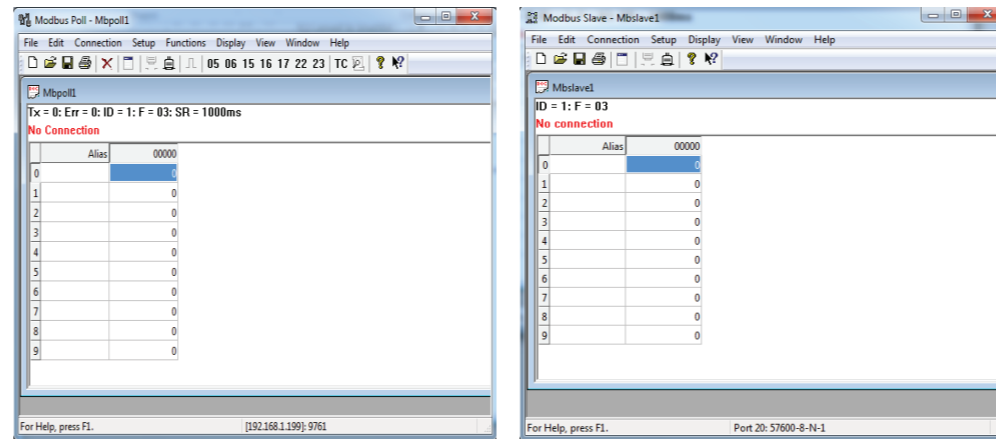 Modbus Poll - Mbpoll1
File Edit Connection Setup Functions Display View Window Help
05 06 15 16 17 22 23 TC
Mbpoll1
Tx = 0: Err = 0: ID = 1: F = 03: SR = 1000ms
No Connection
Alias 00000
0 0
1 0
2 0
3 0
4 0
5 0
6 0
7 0
8 0
9 0
For Help, press F1. [192.168.1.199]: 9761
Modbus Slave - Mbslave1
File Edit Connection Setup Display View Window Help
Mbslave1
ID = 1: F = 03
No connection
Alias 00000
0 0
1 0
2 0
3 0
4 0
5 0
6 0
7 0
8 0
9 0
For Help, press F1. Port 20: 57600-8-N-1